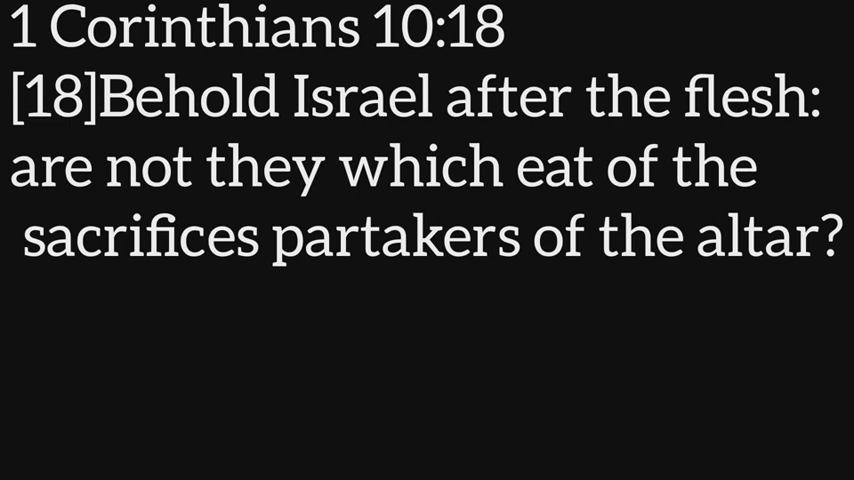 1 Corinthians 10:18
[18]Behold Israel after the flesh:
are not they which eat of the
sacrifices partakers of the altar?